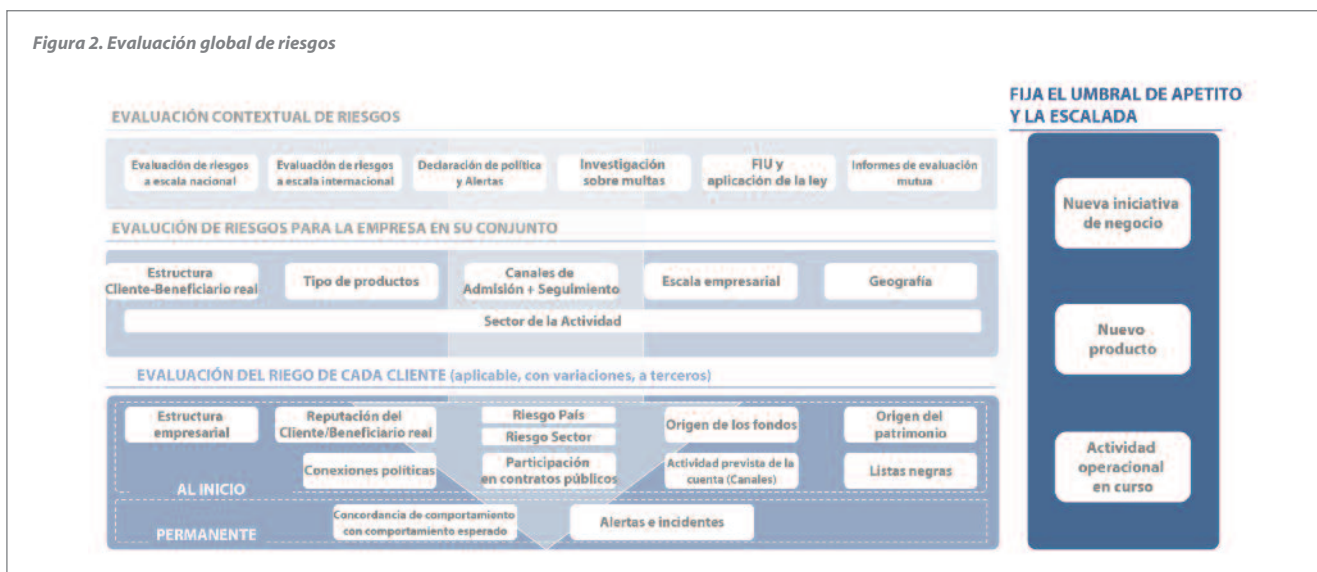 Figura 2. Evaluación global de riesgos
EVALUACIÓN CONTEXTUAL DE RIESGOS
Evaluación de riesgos
a escala nacional
Evaluación de riesgos
a escala internacional
Declaración de política
y Alertas
Investigación
sobre multas
FIU y
aplicación de la ley
Informes de evaluación
mutua
EVALUCIÓN DE RIESGOS PARA LA EMPRESA EN SU CONJUNTO
Estructura
Cliente-Beneficiario real
Tipo de productos
Canales de
Admisión + Seguimiento
Escala empresarial
Geografía
Sector de la Actividad
EVALUACIÓN DEL RIEGO DE CADA CLIENTE (aplicable, con variaciones, a terceros)
Estructura
empresarial
Reputación del
Cliente/Beneficiario real
Riesgo País
Riesgo Sector
Origen de los fondos
Origen del
patrimonio
Conexiones políticas
Participación
en contratos públicos
Actividad prevista de la
cuenta (Canales)
Listas negras
AL INICIO
Concordancia de comportamiento
con comportamiento esperado
Alertas e incidentes
PERMANENTE
FIJA EL UMBRAL DE APETITO
Y LA ESCALADA
Nueva iniciativa
de negocio
Nuevo
producto
Actividad
operacional
en curso